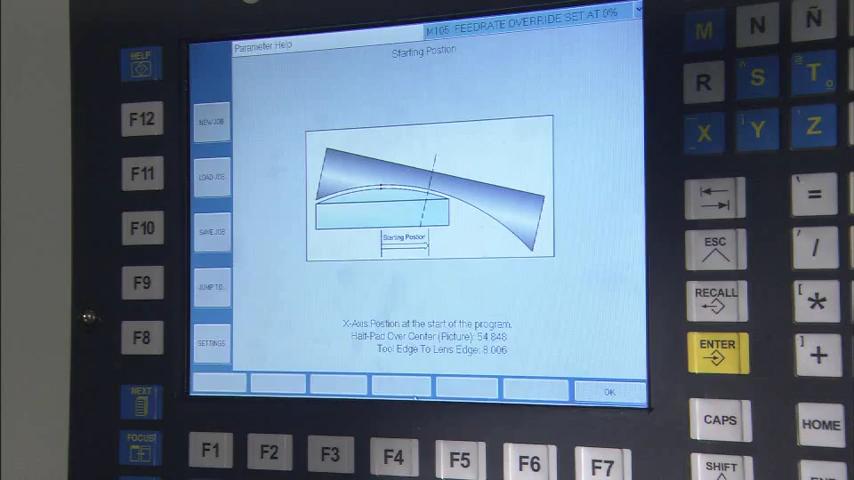 M105 FEEDRATE OVERRIDE SET AT 0%
Parameter Help
Starting Postion
HELP
F12
F11
F10
F9
F8
NEXT
FOCUS
NEW JOB
LOAD JOB
SAVE JOB
JUMP TO...
SETTINGS
Starting Postion
X-Axis Postion at the start of the program.
Half-Pad Over Center (Picture): 54.848
Tool Edge To Lens Edge: 8.006
OK
F1 F2 F3 F4 F5 F6 F7
M N Ñ
R S T
X Y Z
ESC
RECALL
ENTER
CAPS
SHIFT
=
/
[ *
] +
HOME